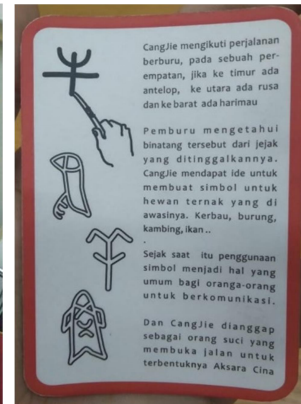 CangJie mengikuti perjalanan
berburu, pada sebuah per-
empatan, jika ke timur ada
antelop, ke utara ada rusa
dan ke barat ada harimau
Pemburu mengetahui
binatang tersebut dari jejak
yang ditinggalkannya.
CangJie mendapat ide untuk
membuat simbol untuk
hewan ternak yang di
awasinya. Kerbau, burung,
kambing, ikan ..
.
Sejak saat itu penggunaan
simbol menjadi hal yang
umum bagi oranga-orang
untuk berkomunikasi.
Dan CangJie dianggap
sebagai orang suci yang
membuka jalan untuk
terbentuknya Aksara Cina